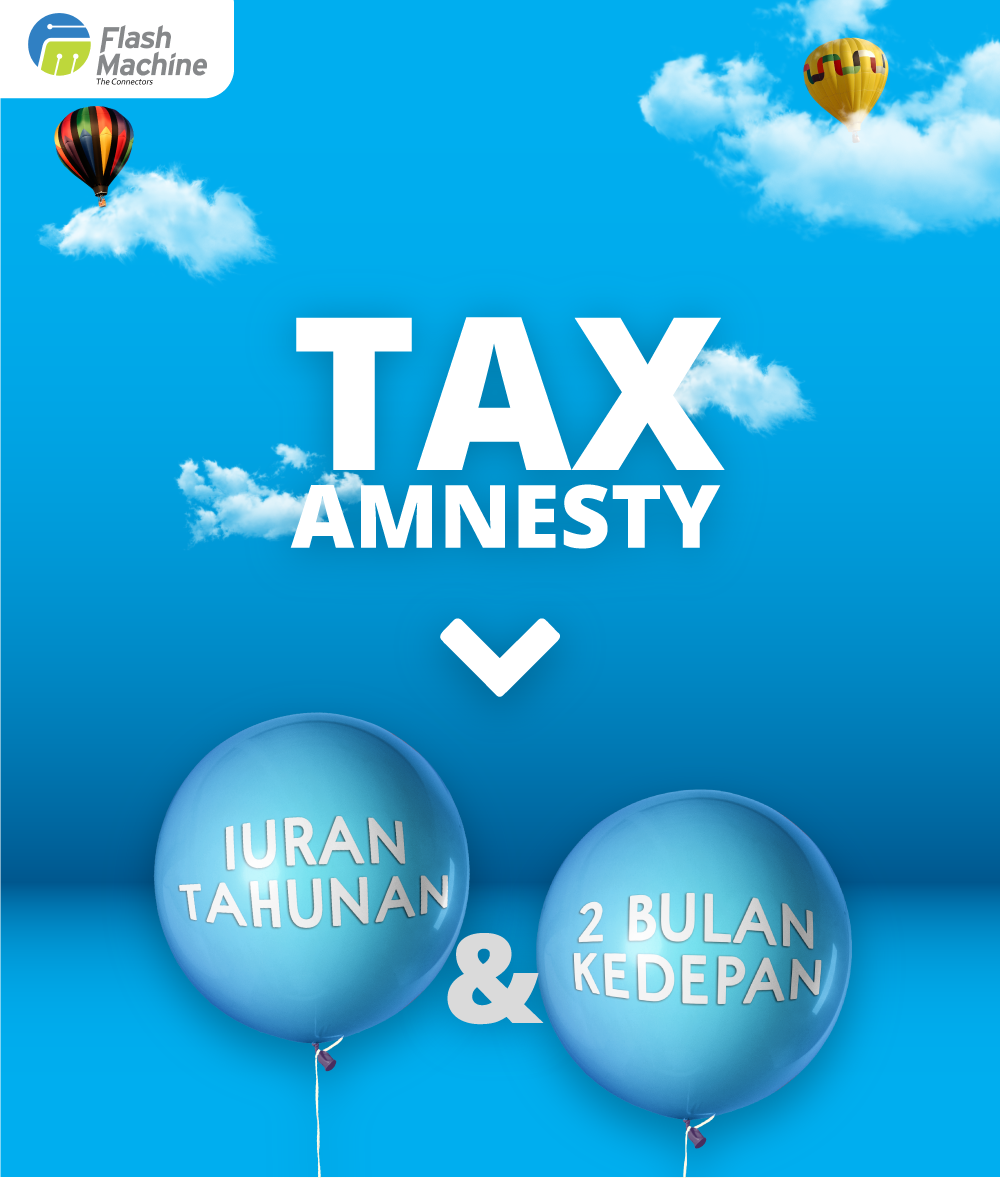 Flash
Machine
The Connectors
TAX
AMNESTY
IURAN
TAHUNAN
&
2 BULAN
KEDEPAN